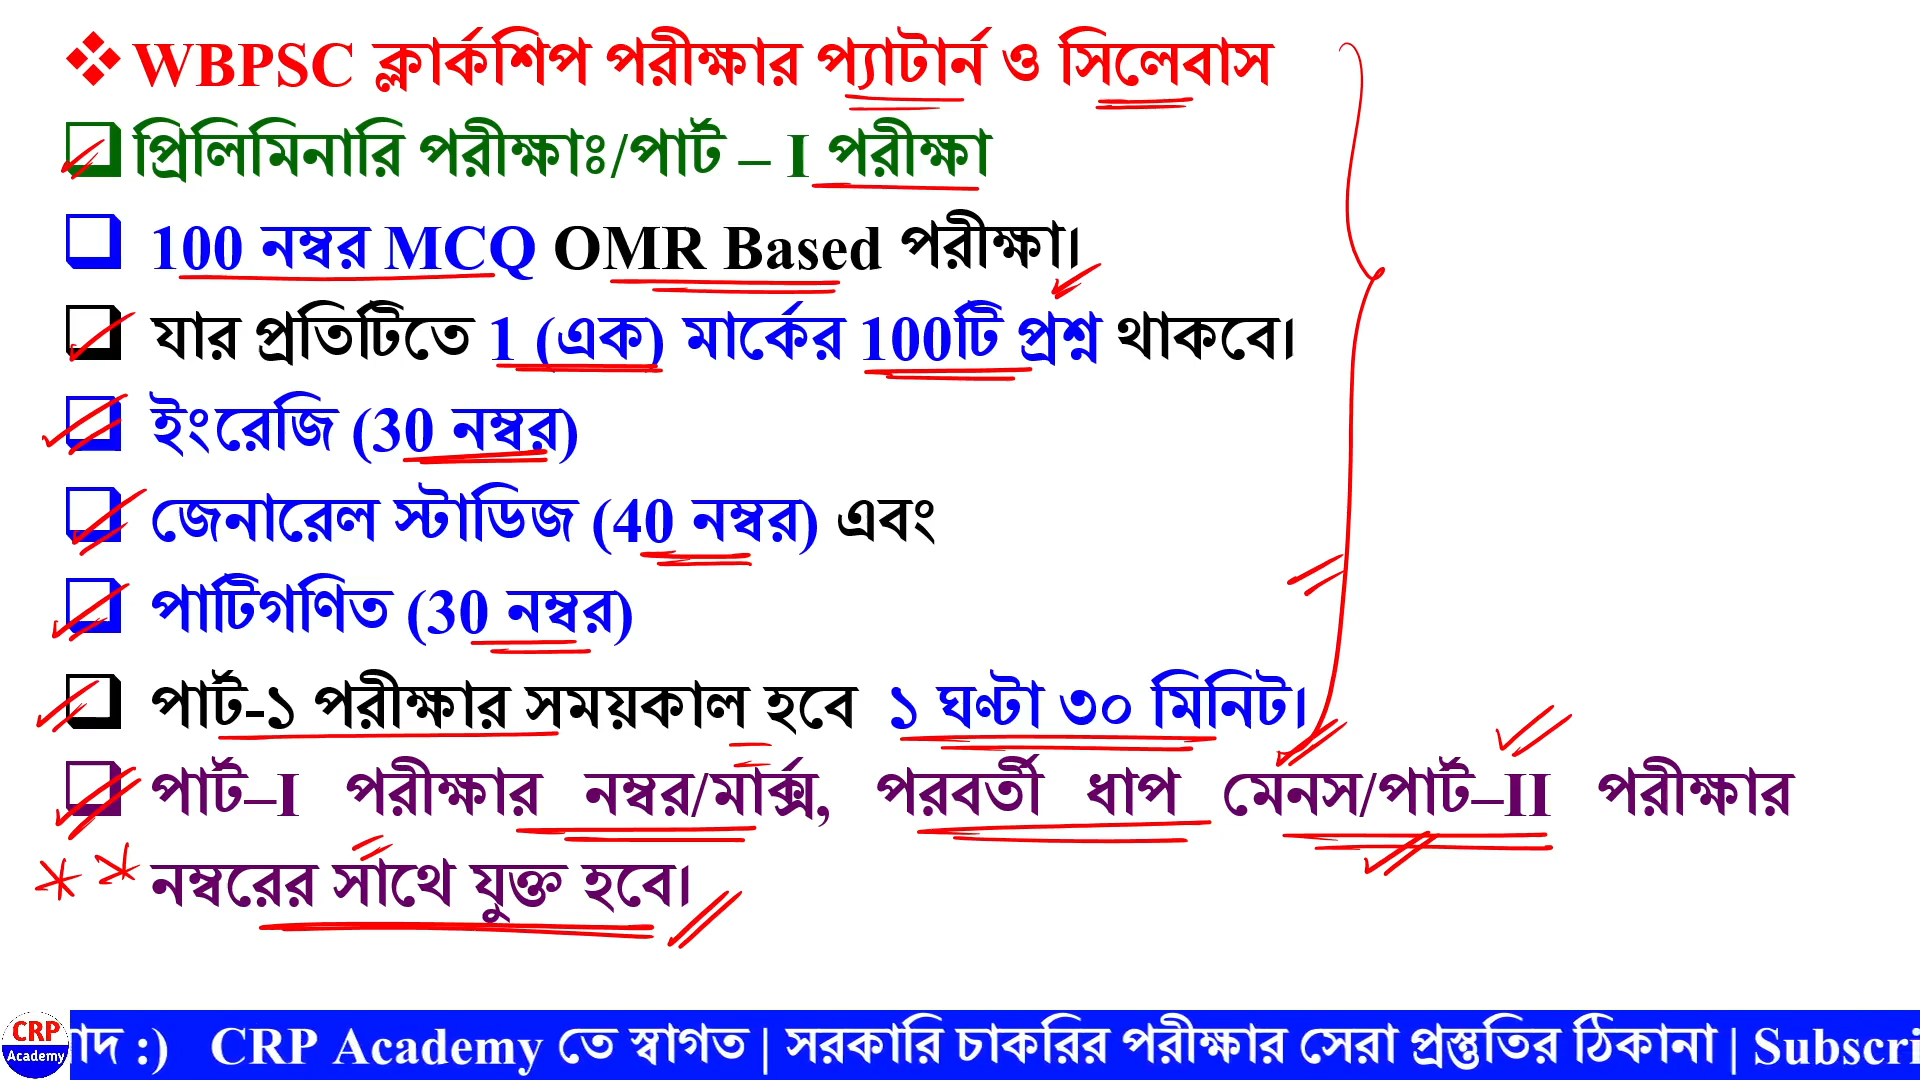 WBPSC ক্লার্কশিপ পরীক্ষার প্যাটার্ন ও সিলেবাস
প্রিলিমিনারি পরীক্ষাঃ/পার্ট – I পরীক্ষা
100 নম্বর MCQ OMR Based পরীক্ষা।
যার প্রতিটিতে 1 (এক) মার্কের 100টি প্রশ্ন থাকবে।
ইংরেজি (30 নম্বর)
জেনারেল স্টাডিজ (40 নম্বর) এবং
পাটিগণিত (30 নম্বর)
পার্ট-১ পরীক্ষার সময়কাল হবে ১ ঘণ্টা ৩০ মিনিট।
পার্ট–I পরীক্ষার নম্বর/মার্ক্স, পরবর্তী ধাপ মেনস/পার্ট–II পরীক্ষার
নম্বরের সাথে যুক্ত হবে।
CRP
Academy
াদ :) CRP Academy তে স্বাগত | সরকারি চাকরির পরীক্ষার সেরা প্রস্তুতির ঠিকানা | Subscri